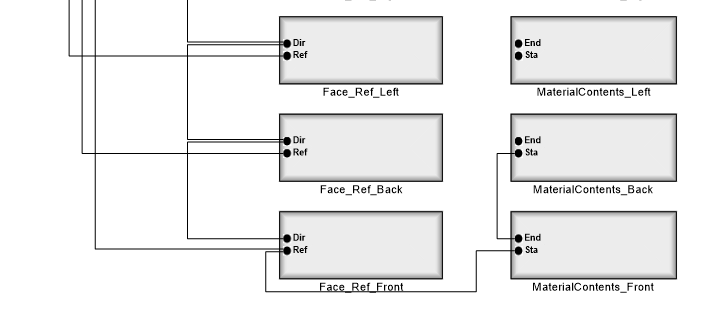 Dir
Ref
Face_Ref_Left
End
Sta
MaterialContents_Left
Dir
Ref
Face_Ref_Back
End
Sta
MaterialContents_Back
Dir
Ref
Face_Ref_Front
End
Sta
MaterialContents_Front